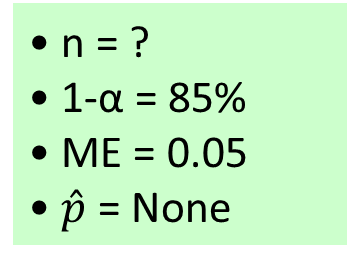 • n = ?
• 1-α = 85%
• ME = 0.05
• p̂ = None